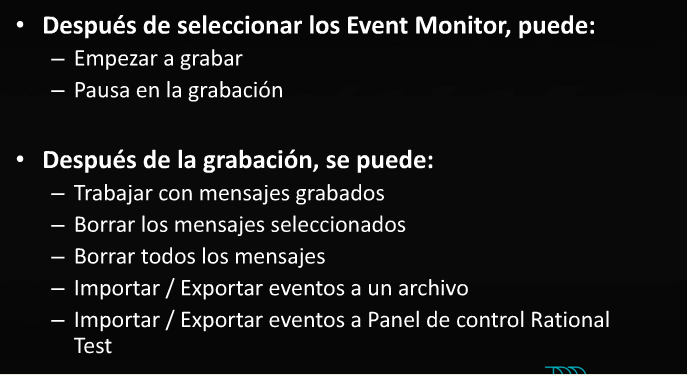 • Después de seleccionar los Event Monitor, puede:
– Empezar a grabar
– Pausa en la grabación
• Después de la grabación, se puede:
– Trabajar con mensajes grabados
– Borrar los mensajes seleccionados
– Borrar todos los mensajes
– Importar / Exportar eventos a un archivo
– Importar / Exportar eventos a Panel de control Rational
Test